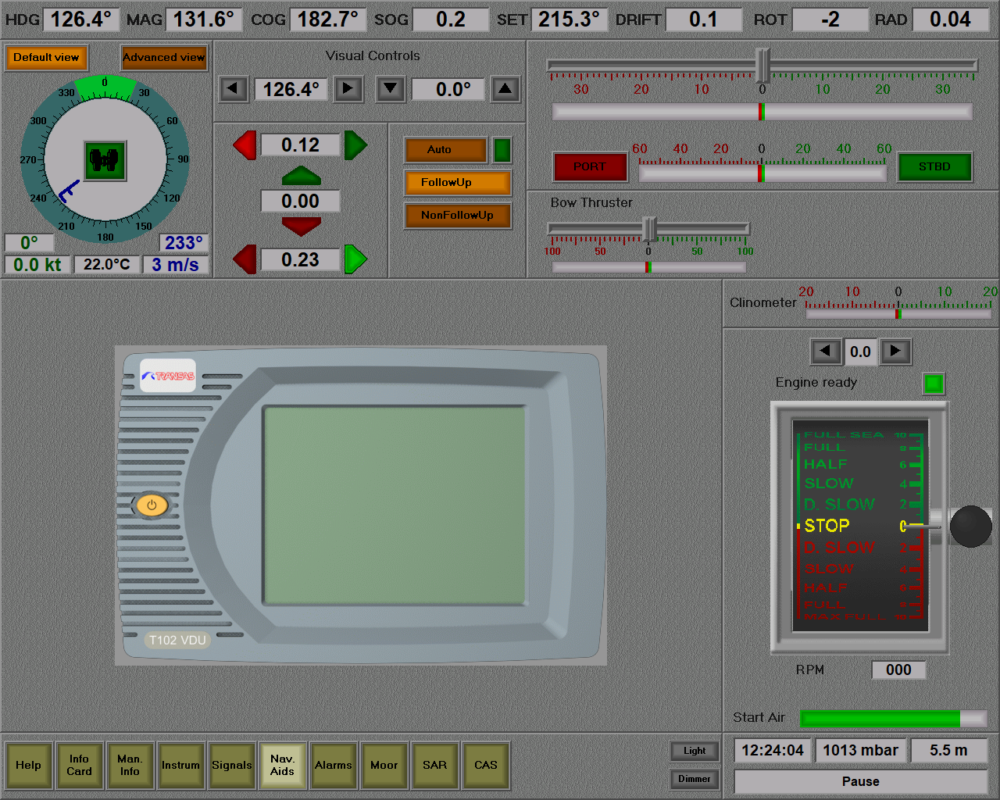 HDG 126.4° MAG 131.6° COG 182.7° SOG 0.2 SET 215.3° DRIFT 0.1 ROT -2 RAD 0.04
Default view Advanced view
0
330 30
300 60
270 90
240 120
210 150
180
0° 233°
0.0 kt 22.0°C 3 m/s
Visual Controls
126.4° 0.0°
0.12
0.00
0.23
Auto
FollowUp
NonFollowUp
30 20 10 0 10 20 30
60 40 20 0 20 40 60
PORT STBD
Bow Thruster
100 50 0 50 100
Clinometer 20 10 0 10 20
0.0
Engine ready
FULL SEA 10
FULL 8
HALF 6
SLOW 4
D. SLOW 2
STOP 0
D. SLOW 2
SLOW 4
HALF 6
FULL 8
MAX FULL 10
RPM 000
Start Air
TRANSAS
T102 VDU
Help
Info
Card
Man.
Info
Instrum
Signals
Nav.
Aids
Alarms
Moor
SAR
CAS
Light
Dimmer
12:24:04 1013 mbar 5.5 m
Pause